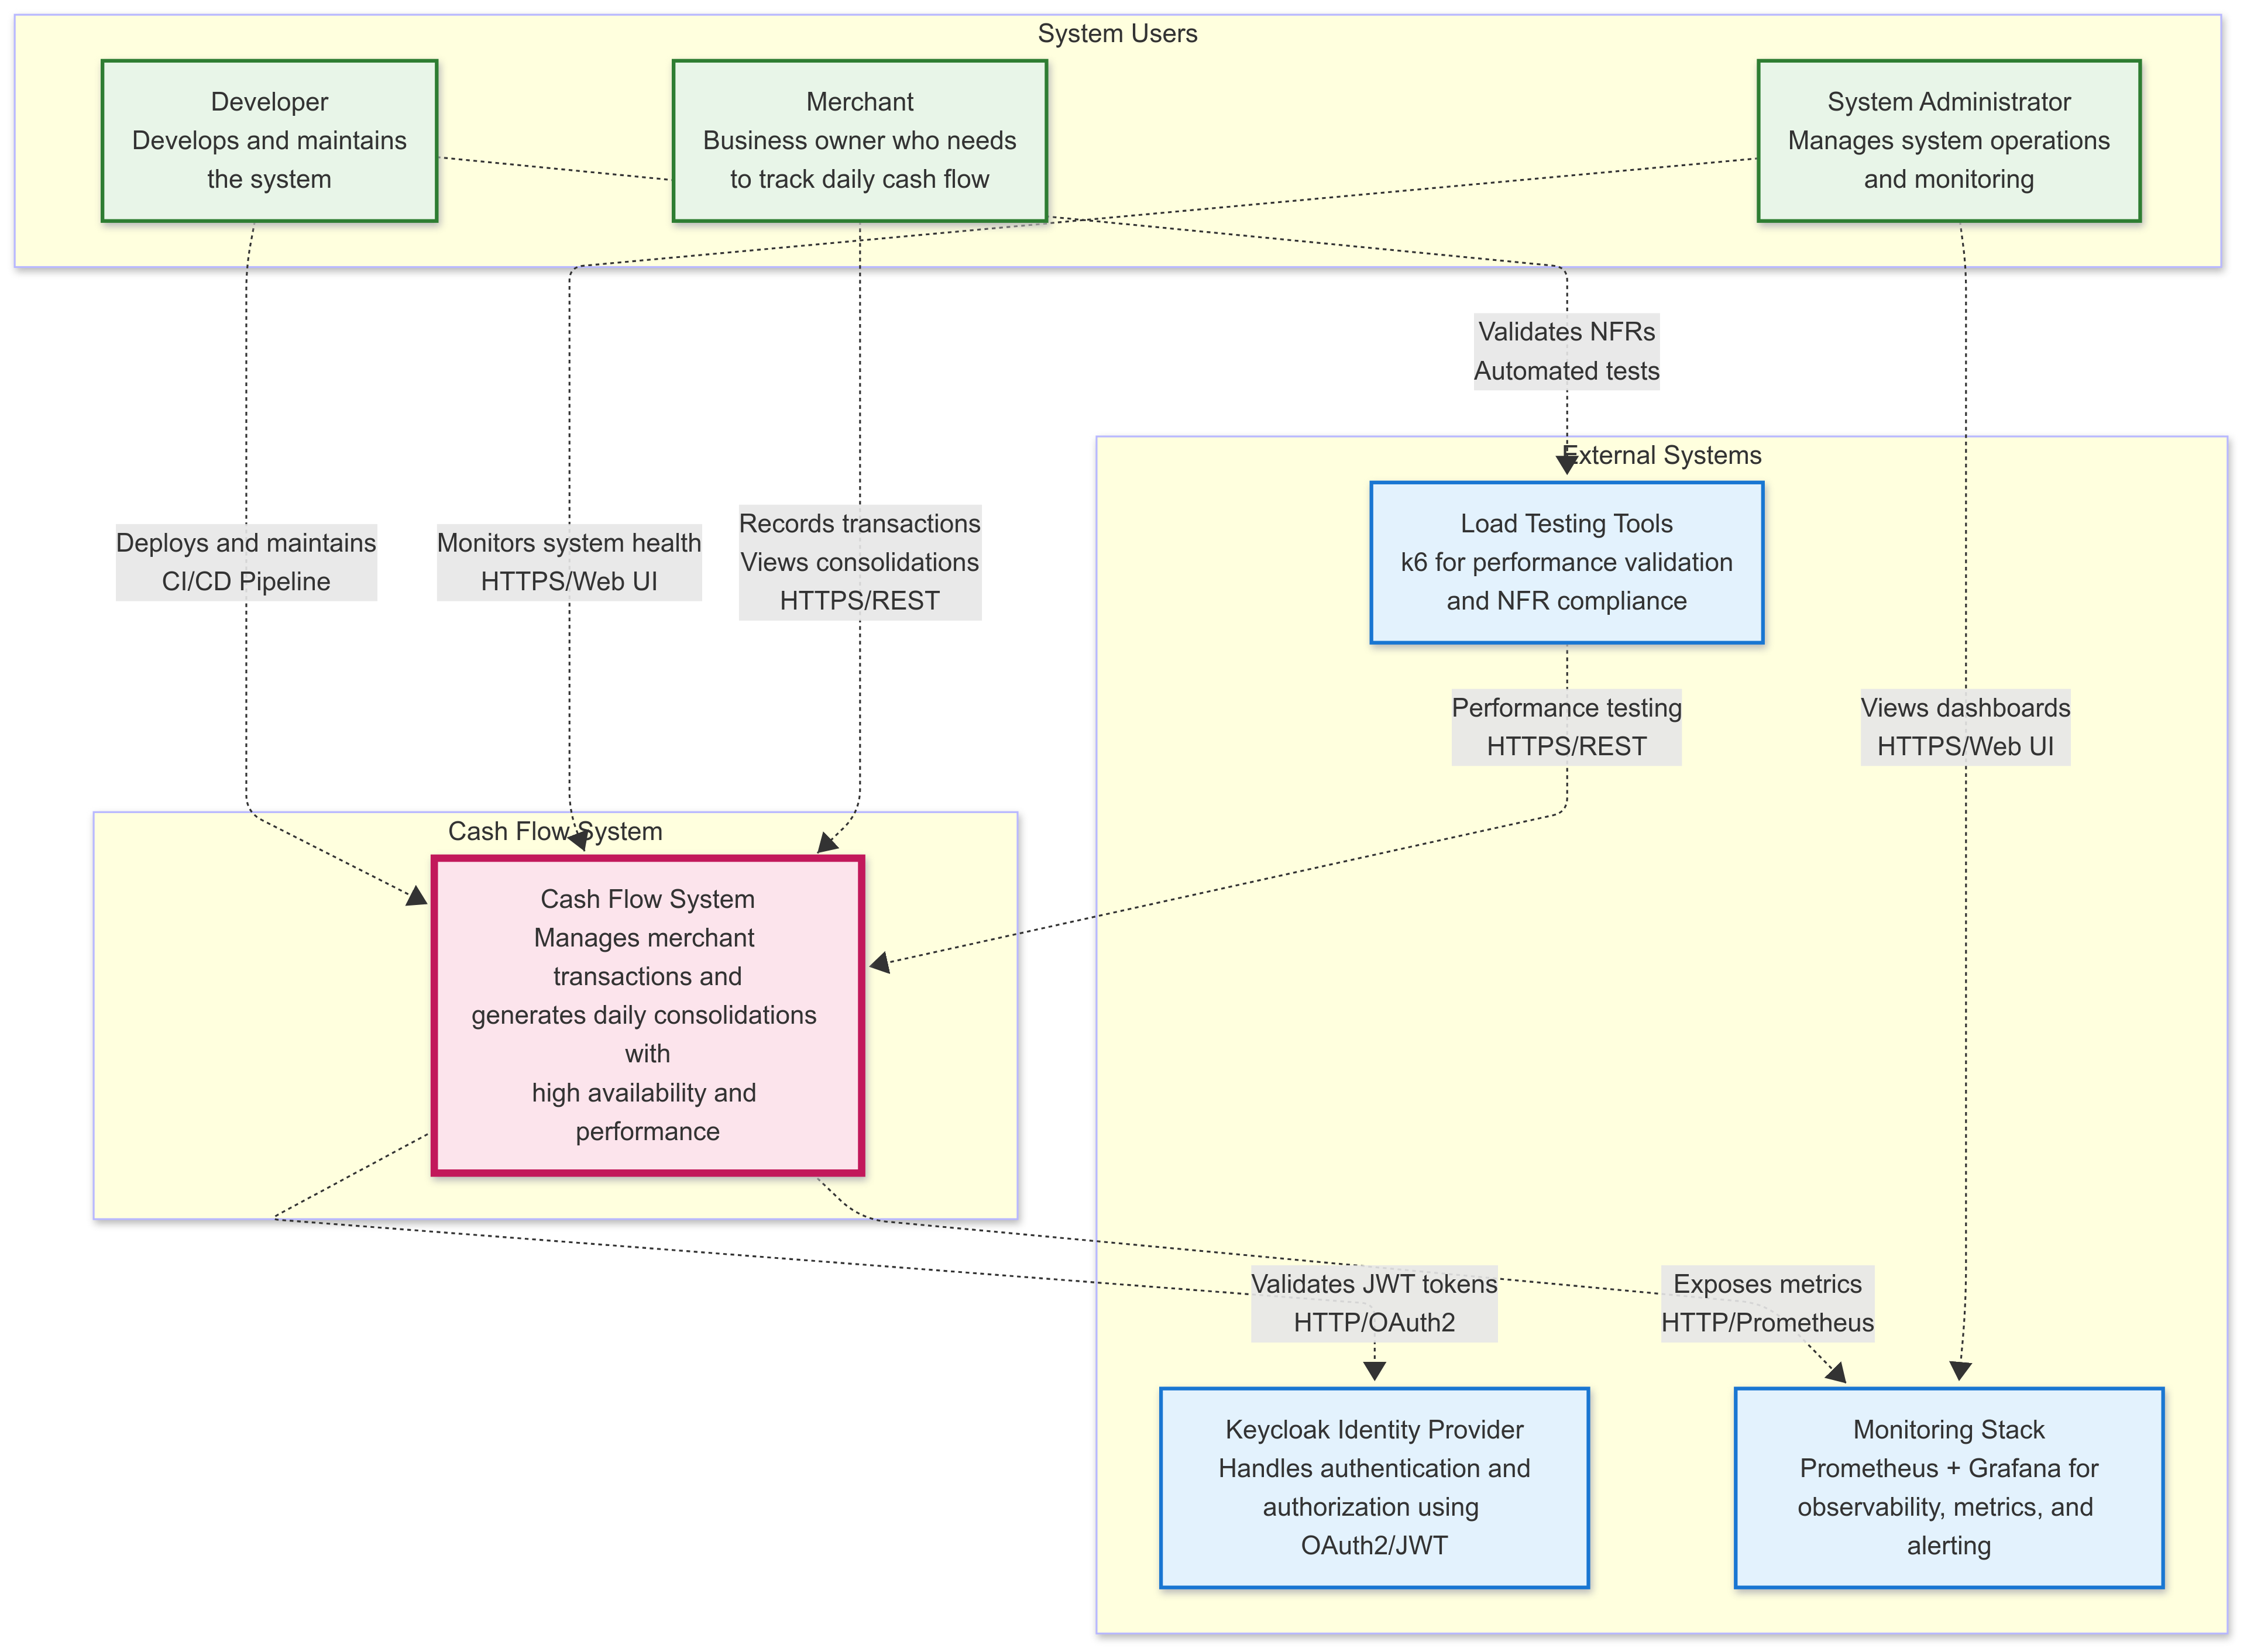 System Users
Developer
Develops and maintains
the system
Merchant
Business owner who needs
to track daily cash flow
System Administrator
Manages system operations
and monitoring
Validates NFRs
Automated tests
Deploys and maintains
CI/CD Pipeline
Monitors system health
HTTPS/Web UI
Records transactions
Views consolidations
HTTPS/REST
External Systems
Load Testing Tools
k6 for performance validation
and NFR compliance
Performance testing
HTTPS/REST
Views dashboards
HTTPS/Web UI
Cash Flow System
Cash Flow System
Manages merchant
transactions and
generates daily consolidations
with
high availability and
performance
Validates JWT tokens
HTTP/OAuth2
Exposes metrics
HTTP/Prometheus
Keycloak Identity Provider
Handles authentication and
authorization using
OAuth2/JWT
Monitoring Stack
Prometheus + Grafana for
observability, metrics, and
alerting